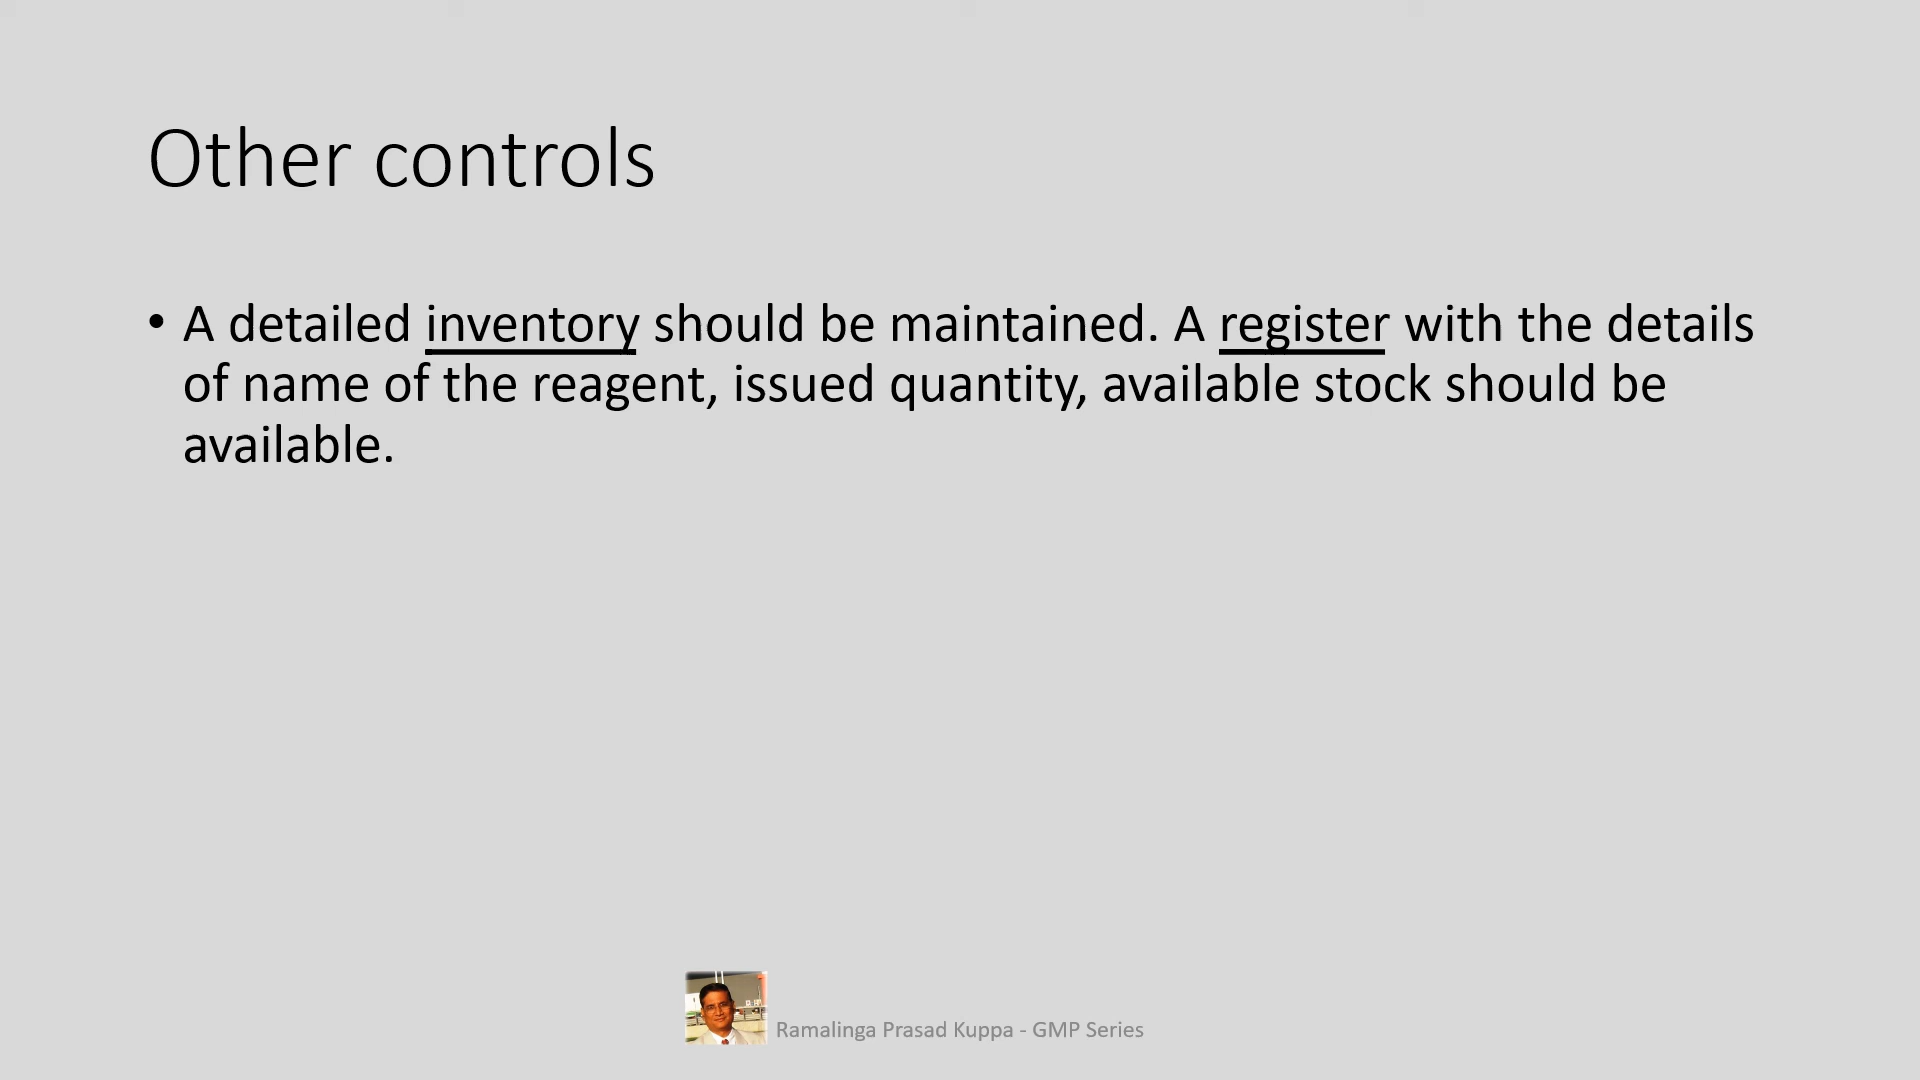 Other controls
• A detailed inventory should be maintained. A register with the details
of name of the reagent, issued quantity, available stock should be
available.
Ramalinga Prasad Kuppa - GMP Series